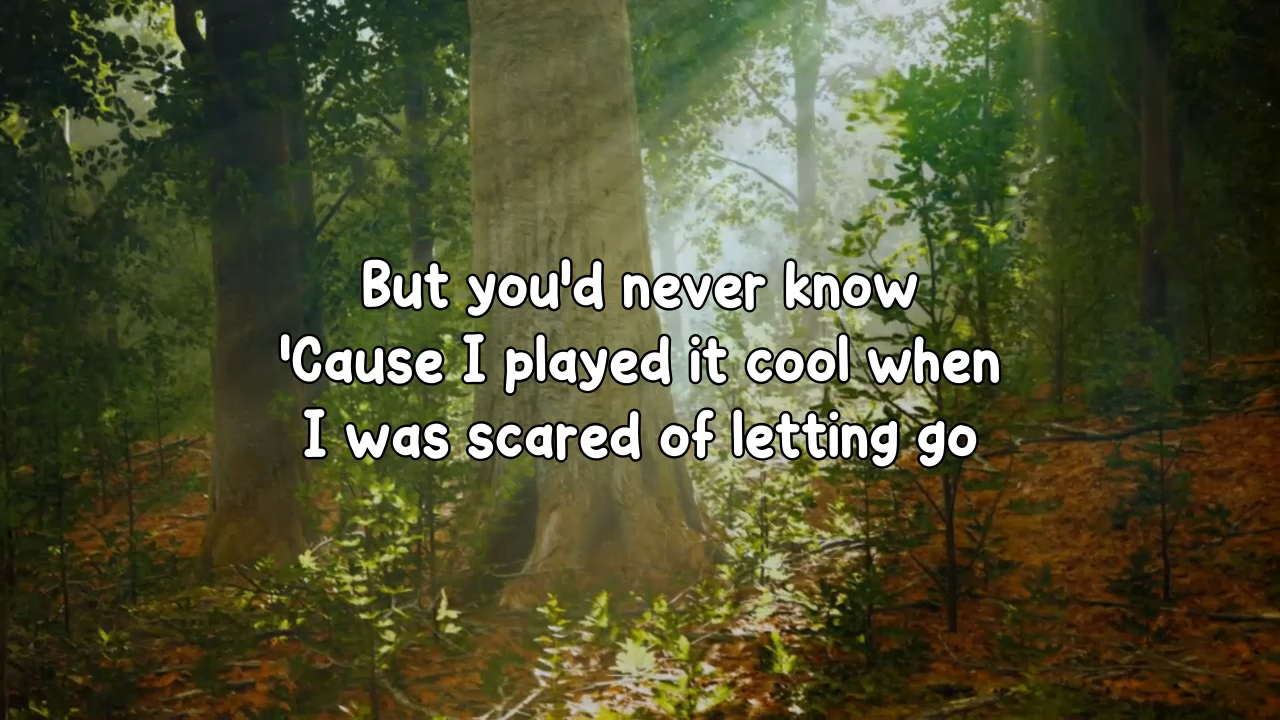 But you'd never know
'Cause I played it cool when
I was scared of letting go